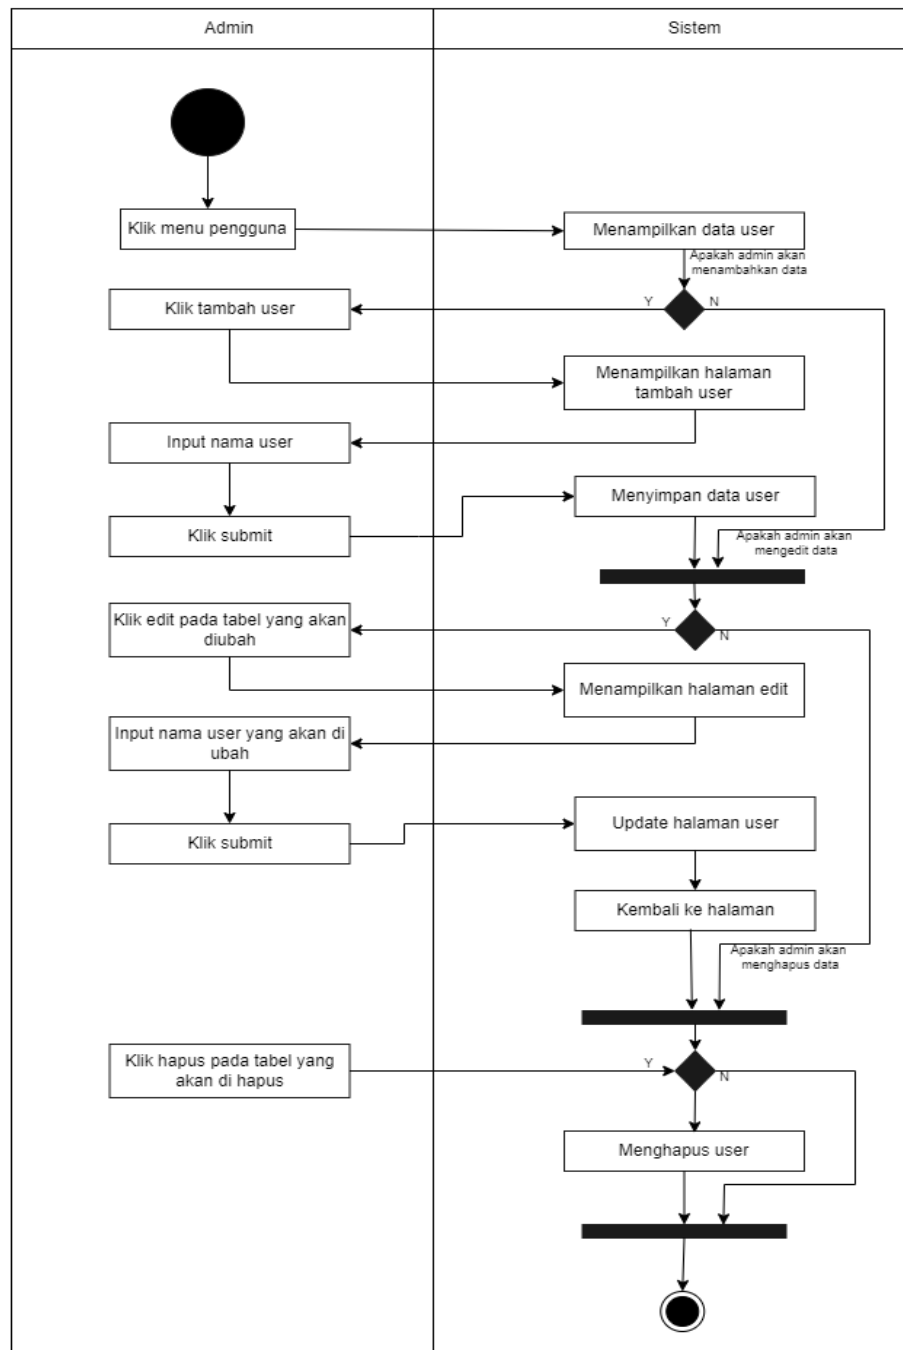 Admin
Sistem
Klik menu pengguna
Menampilkan data user
Apakah admin akan
menambahkan data
Klik tambah user
Y
N
Menampilkan halaman
tambah user
Input nama user
Menyimpan data user
Klik submit
Apakah admin akan
mengedit data
Klik edit pada tabel yang akan
diubah
Y
N
Menampilkan halaman edit
Input nama user yang akan di
ubah
Update halaman user
Klik submit
Kembali ke halaman
Apakah admin akan
menghapus data
Klik hapus pada tabel yang
akan di hapus
Y
N
Menghapus user